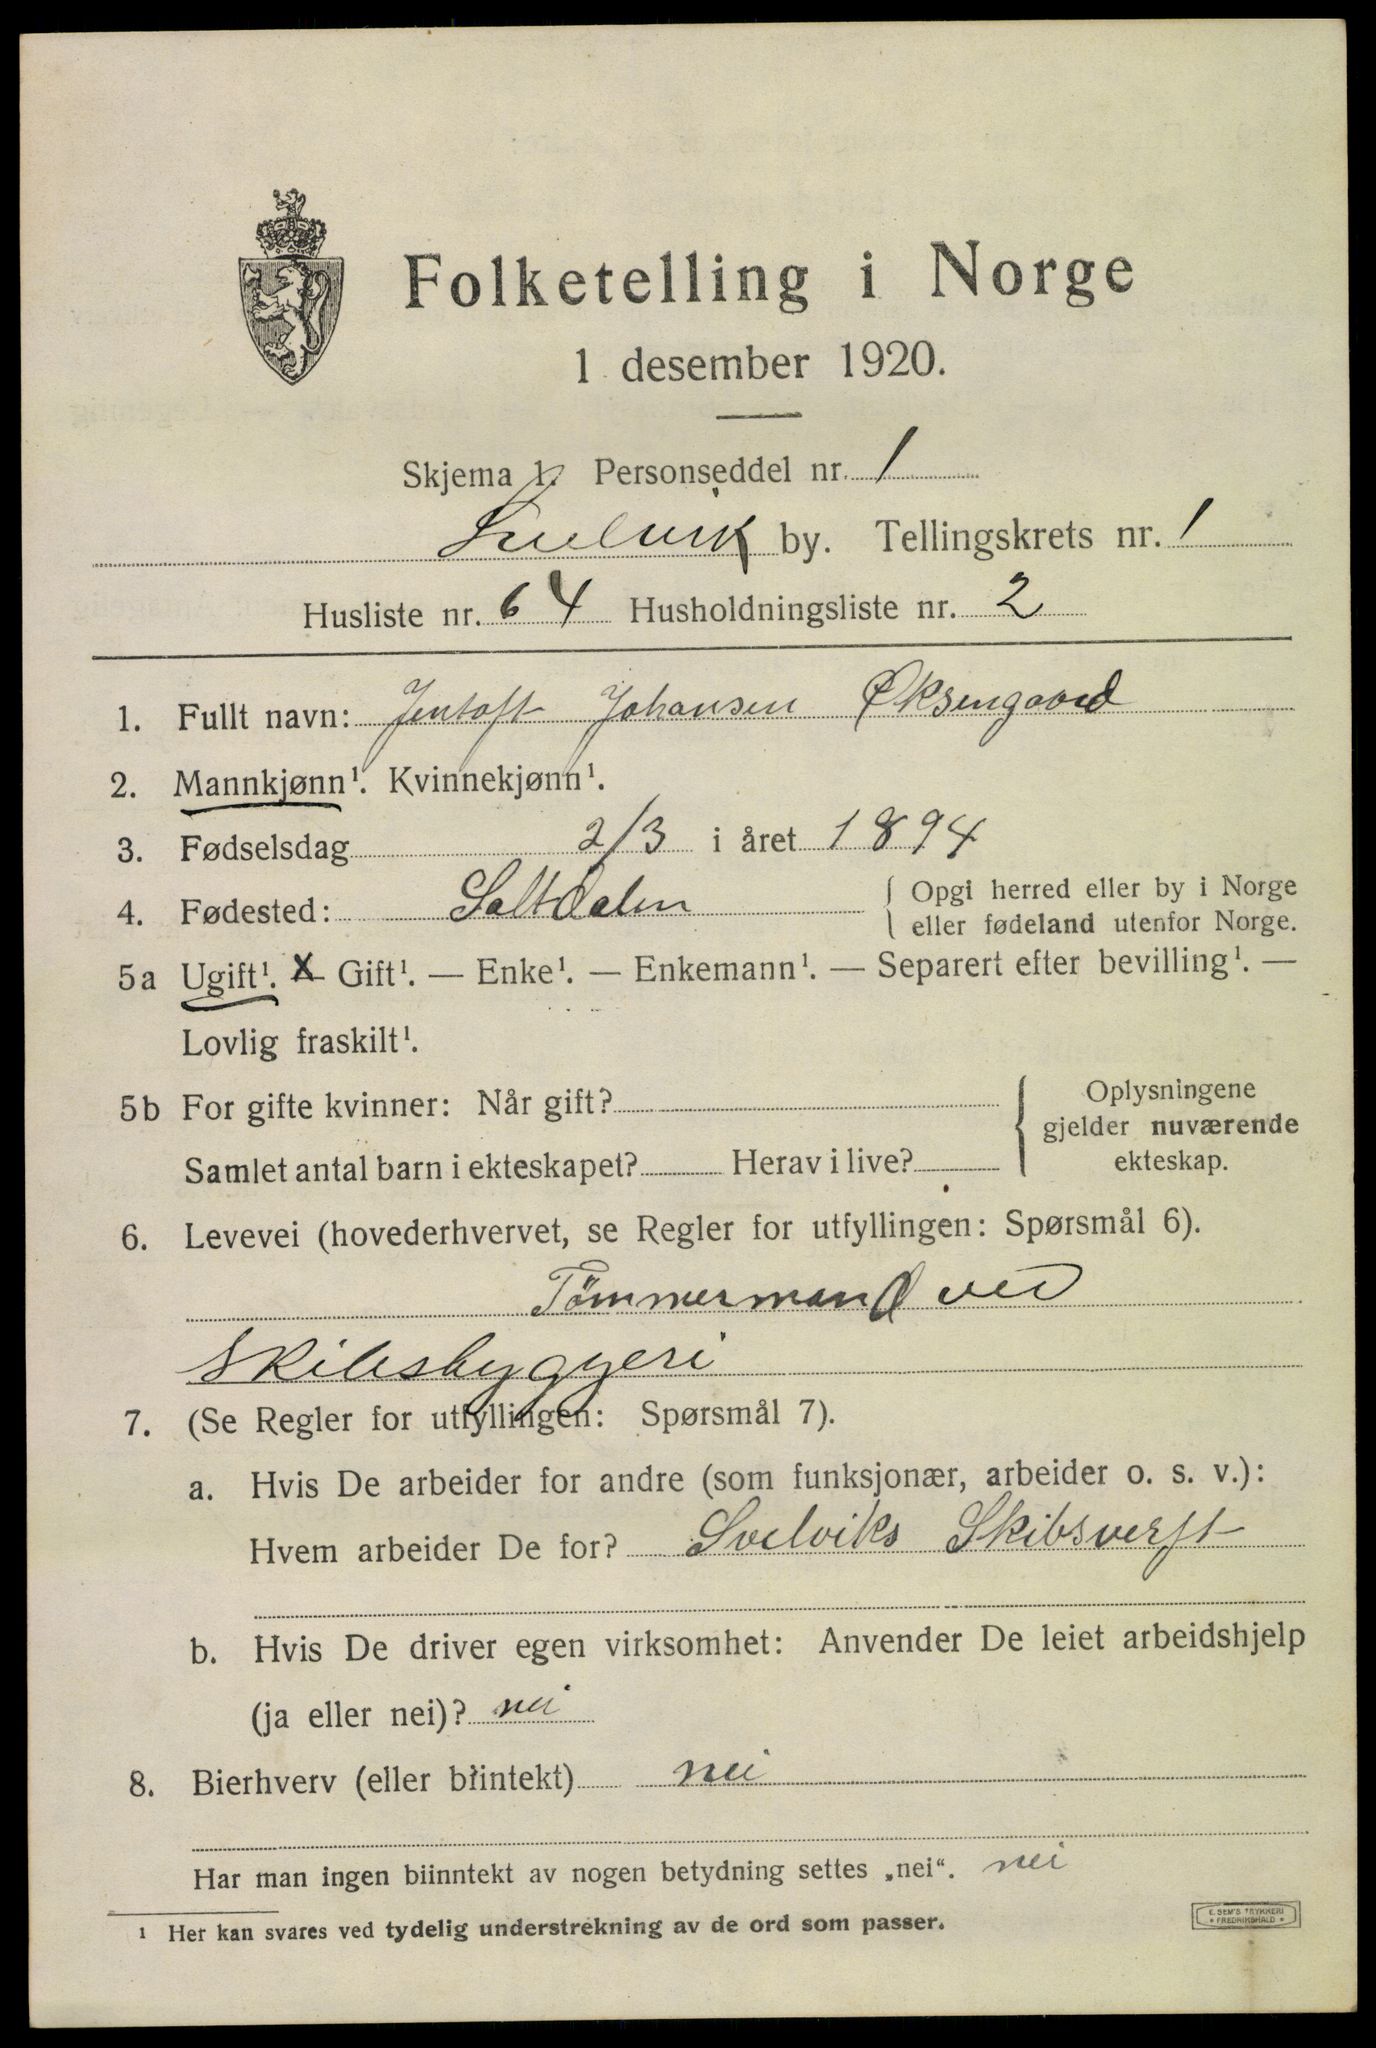 Folketelling i Norge
1 desember 1920.
Skjema 1. Personseddel nr. 1
Svelvik by. Tellingskrets nr. 1
Husliste nr. 64 Husholdningsliste nr. 2
1. Fullt navn: Jentoft Johansen Øksengaard
2. Mannkjønn¹. Kvinnekjønn¹.
3. Fødselsdag 2/3 i året 1894
4. Fødested: Saltdalen { Opgi herred eller by i Norge
eller fødeland utenfor Norge.
5a Ugift¹. X Gift¹. — Enke¹. — Enkemann¹. — Separert efter bevilling¹. —
Lovlig fraskilt¹.
5b For gifte kvinner: Når gift? { Oplysningene
gjelder nuværende
Samlet antal barn i ekteskapet? Herav i live? ekteskap.
6. Levevei (hovederhvervet, se Regler for utfyllingen: Spørsmål 6).
Tömmermand ved
Skibsbyggeri
7. (Se Regler for utfyllingen: Spørsmål 7).
a. Hvis De arbeider for andre (som funksjonær, arbeider o. s. v.):
Hvem arbeider De for? Svelviks Skibsverft
b. Hvis De driver egen virksomhet: Anvender De leiet arbeidshjelp
(ja eller nei)? nei
8. Bierhverv (eller biintekt) nei
Har man ingen biinntekt av nogen betydning settes „nei“. nei
¹ Her kan svares ved tydelig understrekning av de ord som passer.
E. SEM'S TRYKKERI
FREDRIKSHALD